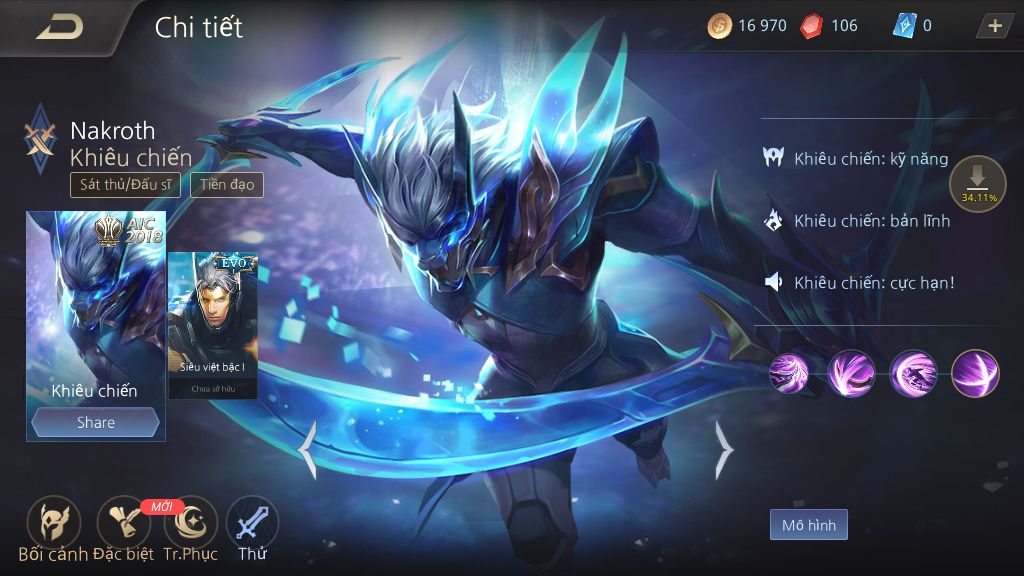 Chi tiết
16 970
106
0
Nakroth
Khiêu chiến
Sát thủ/Đấu sĩ
Tiền đạo
AIC
2018
EVO
Khiêu chiến
Share
Siêu việt bậc I
Chưa sở hữu
Khiêu chiến: kỹ năng
34.11%
Khiêu chiến: bản lĩnh
Khiêu chiến: cực hạn!
MỚI
Bối cảnh
Đặc biệt
Tr.Phục
Thử
Mô hình